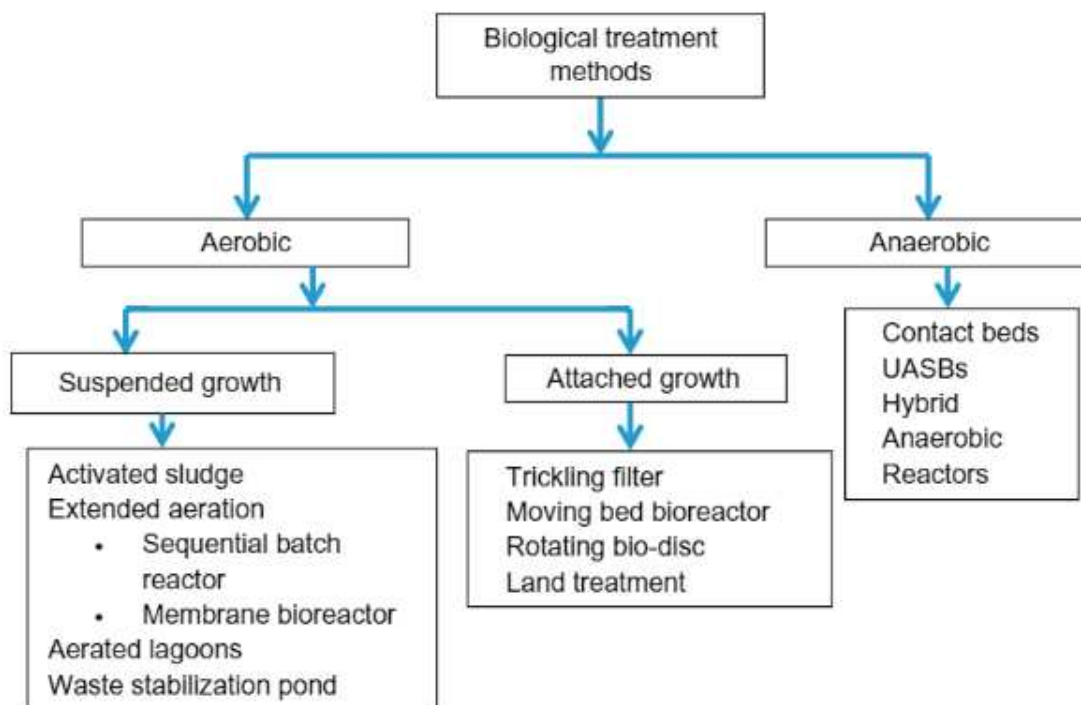 Biological treatment
methods
Aerobic
Anaerobic
Suspended growth
Attached growth
Contact beds
UASBs
Hybrid
Anaerobic
Reactors
Activated sludge
Extended aeration
• Sequential batch
reactor
• Membrane bioreactor
Aerated lagoons
Waste stabilization pond
Trickling filter
Moving bed bioreactor
Rotating bio-disc
Land treatment